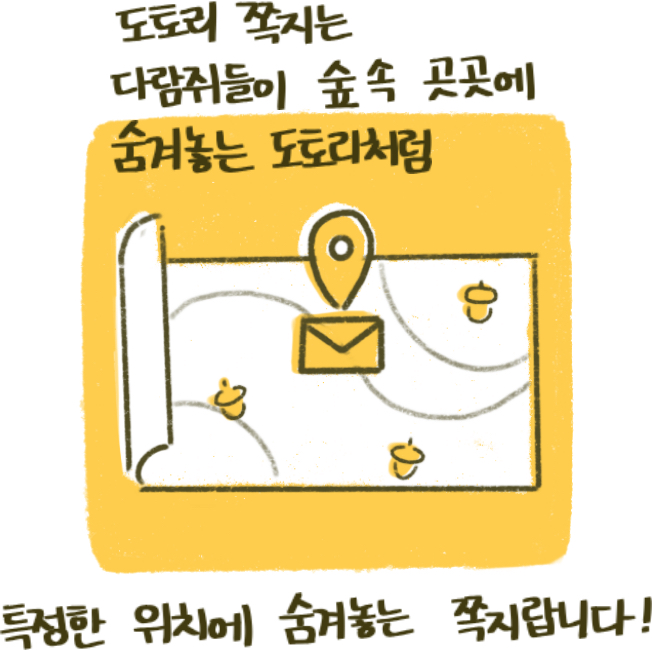 도토리 쪽지는
다람쥐들이 숲속 곳곳에
숨겨놓는 도토리처럼
특정한 위치에 숨겨놓는 쪽지랍니다!